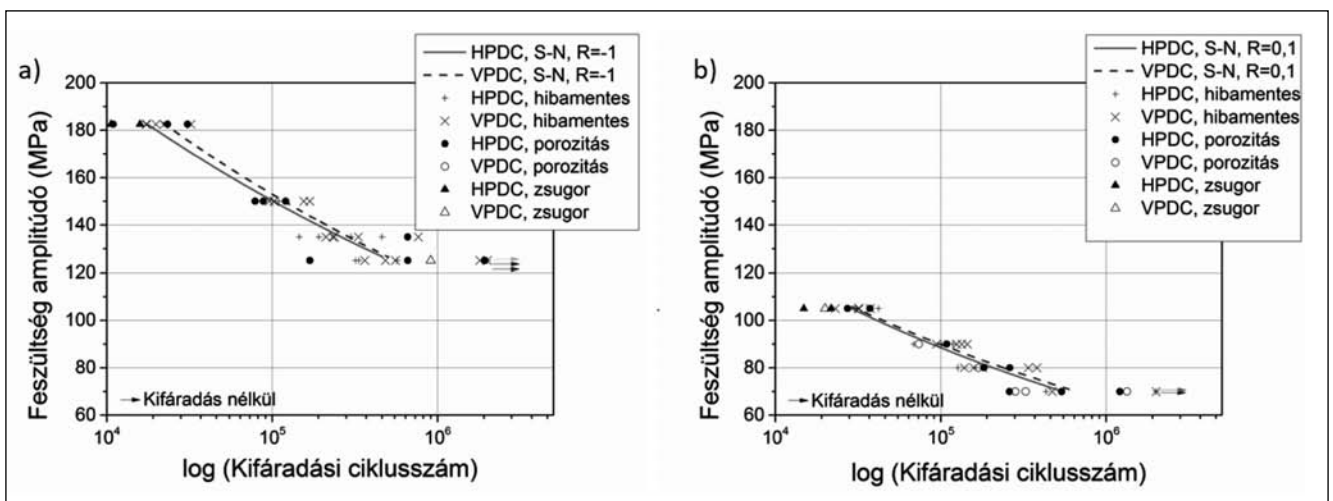 a)
HPDC, S-N, R=-1
VPDC, S-N, R=-1
HPDC, hibamentes
VPDC, hibamentes
HPDC, porozitás
VPDC, porozitás
HPDC, zsugor
VPDC, zsugor
Feszültség amplitúdó (MPa)
200
180
160
140
120
100
80
60
Kifáradás nélkül
10^4
10^5
10^6
log (Kifáradási ciklusszám)
b)
HPDC, S-N, R=0,1
VPDC, S-N, R=0,1
HPDC, hibamentes
VPDC, hibamentes
HPDC, porozitás
VPDC, porozitás
HPDC, zsugor
VPDC, zsugor
Feszültség amplitúdó (MPa)
200
180
160
140
120
100
80
60
Kifáradás nélkül
10^4
10^5
10^6
log (Kifáradási ciklusszám)